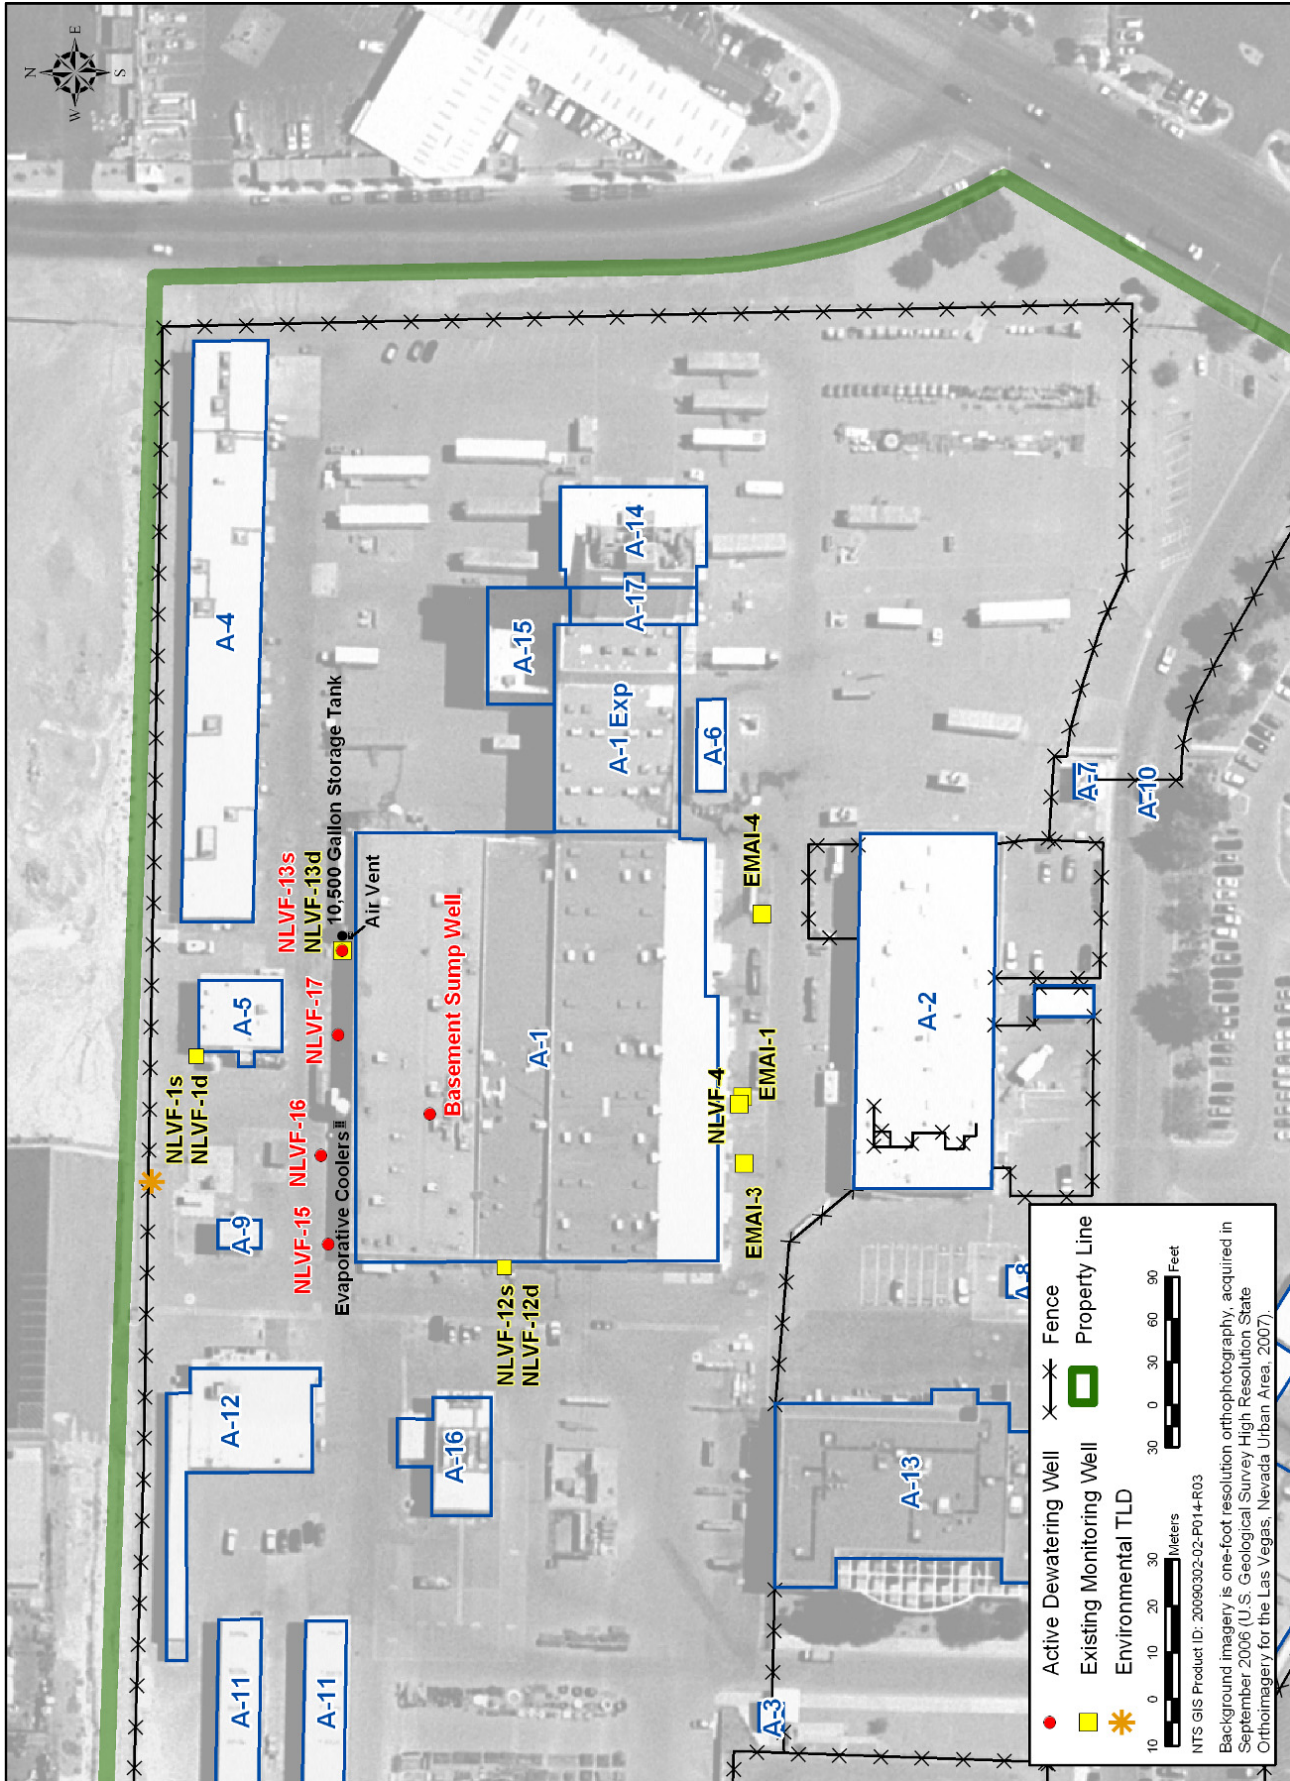 N
W
E
S
A-4
NLVF-13s
NLVF-13d
10,500 Gallon Storage Tank
Air Vent
A-14
A-17
A-15
A-1 Exp
A-6
A-5
NLVF-1s
NLVF-1d
NLVF-17
NLVF-16
NLVF-15
Evaporative Coolers
A-9
Basement Sump Well
A-1
EMAI-4
EMAI-1
NLVF-4
EMAI-3
A-7
A-10
A-2
NLVF-12s
NLVF-12d
A-12
A-16
A-11
A-11
A-8
A-13
A-3
Active Dewatering Well
Existing Monitoring Well
Environmental TLD
Fence
Property Line
10 0 10 20 30
Meters
30 0 30 60 90
Feet
NTS GIS Product ID: 20090302-02-P014-R03
Background imagery is one-foot resolution orthophotography, acquired in
September 2006 (U.S. Geological Survey High Resolution State
Orthoimagery for the Las Vegas, Nevada Urban Area, 2007).